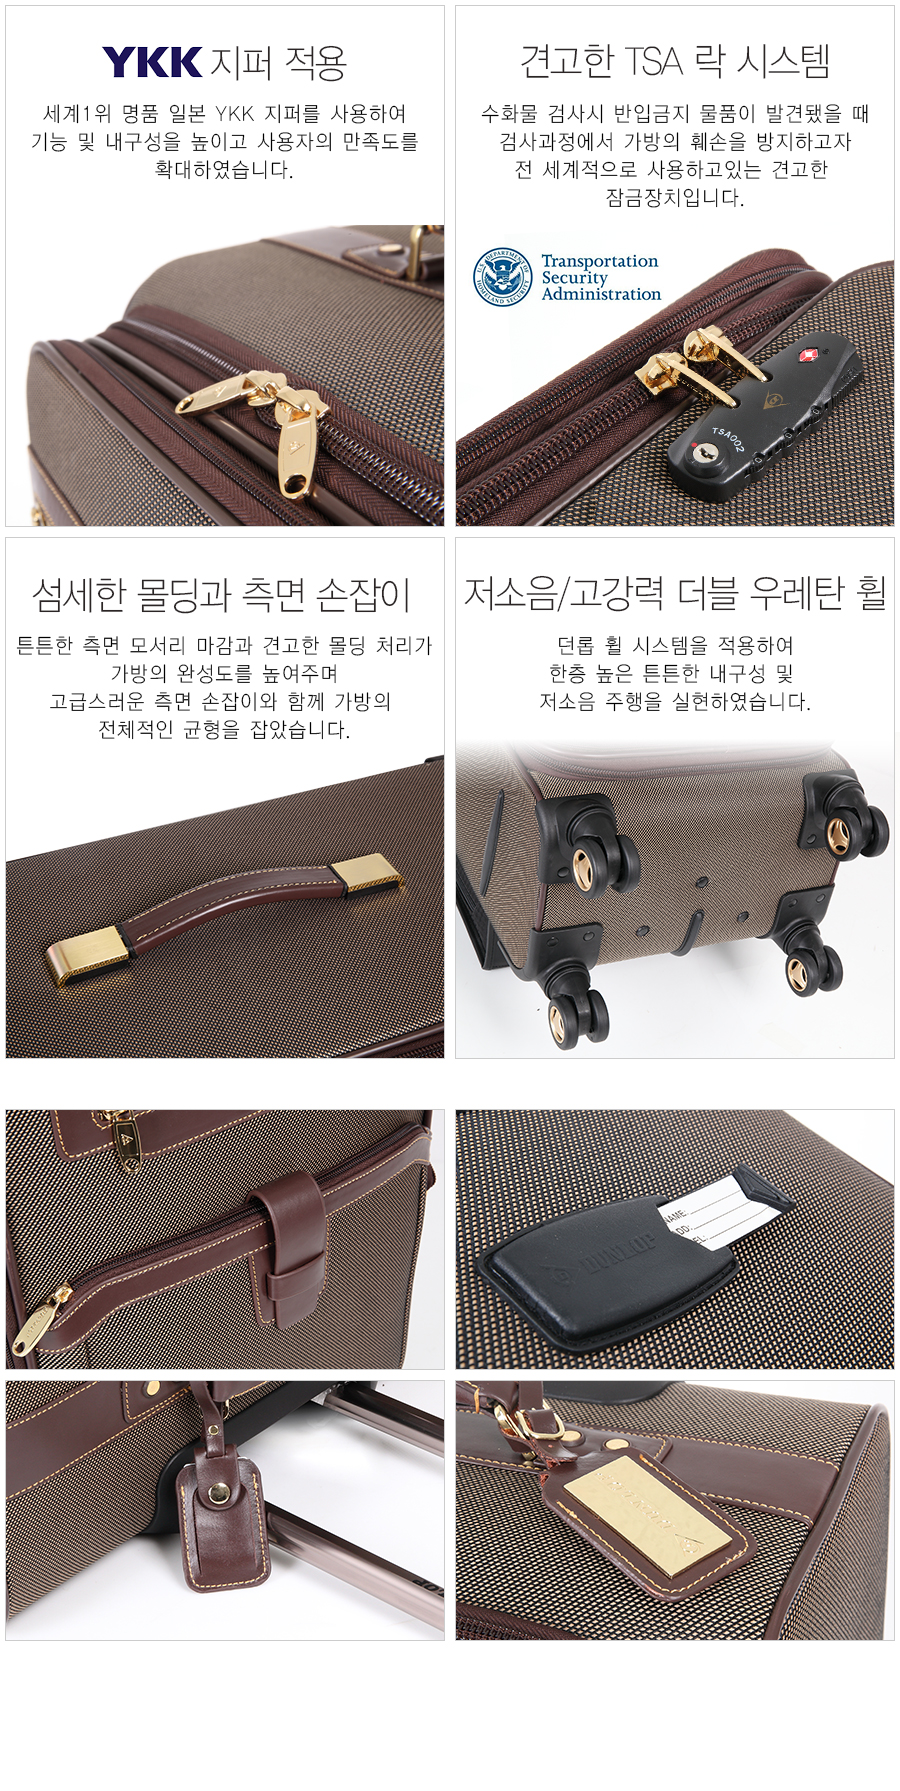 YKK 지퍼 적용
세계1위 명품 일본 YKK 지퍼를 사용하여
기능 및 내구성을 높이고 사용자의 만족도를
확대하였습니다.
견고한 TSA 락 시스템
수화물 검사시 반입금지 물품이 발견됐을 때
검사과정에서 가방의 훼손을 방지하고자
전 세계적으로 사용하고있는 견고한
잠금장치입니다.
U.S. DEPARTMENT OF
HOMELAND SECURITY
Transportation
Security
Administration
TSA002
섬세한 몰딩과 측면 손잡이
튼튼한 측면 모서리 마감과 견고한 몰딩 처리가
가방의 완성도를 높여주며
고급스러운 측면 손잡이와 함께 가방의
전체적인 균형을 잡았습니다.
저소음/고강력 더블 우레탄 휠
던롭 휠 시스템을 적용하여
한층 높은 튼튼한 내구성 및
저소음 주행을 실현하였습니다.
NAME
DUNLOP